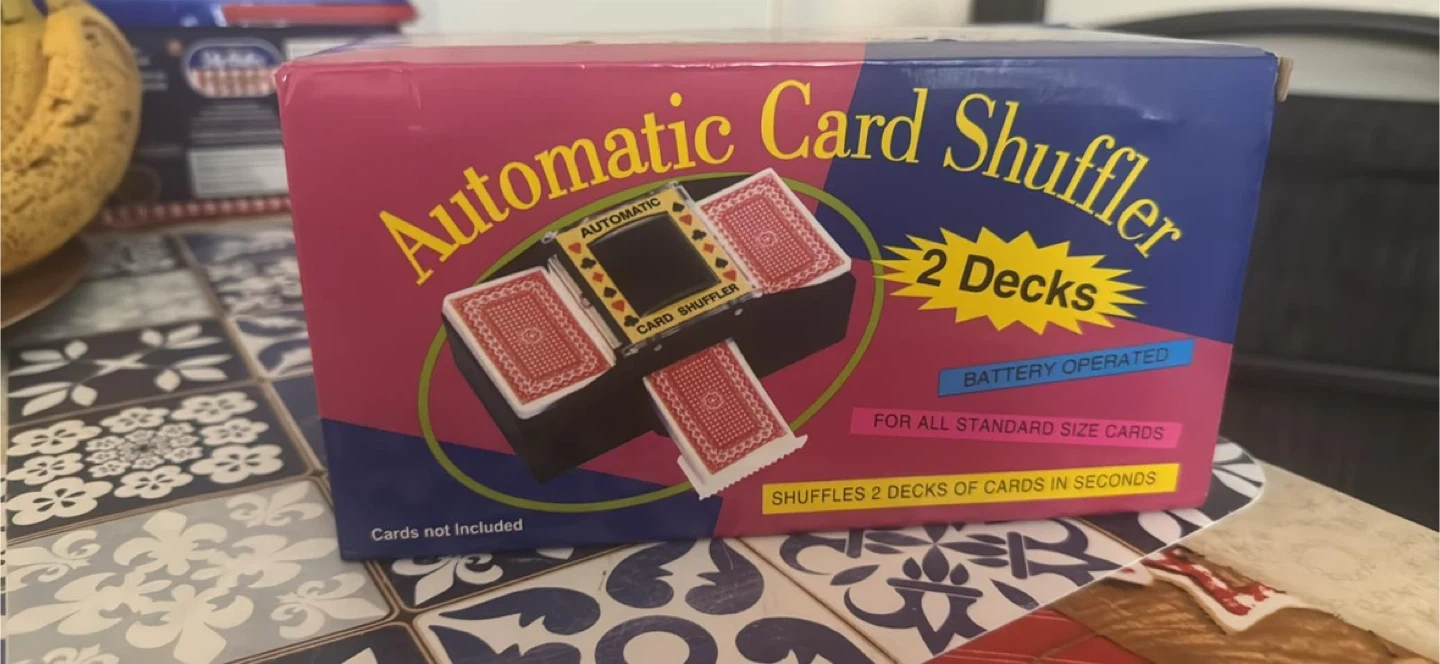 Automatic Card Shuffler
AUTOMATIC
CARD SHUFFLER
2 Decks
BATTERY OPERATED
FOR ALL STANDARD SIZE CARDS
SHUFFLES 2 DECKS OF CARDS IN SECONDS
Cards not Included